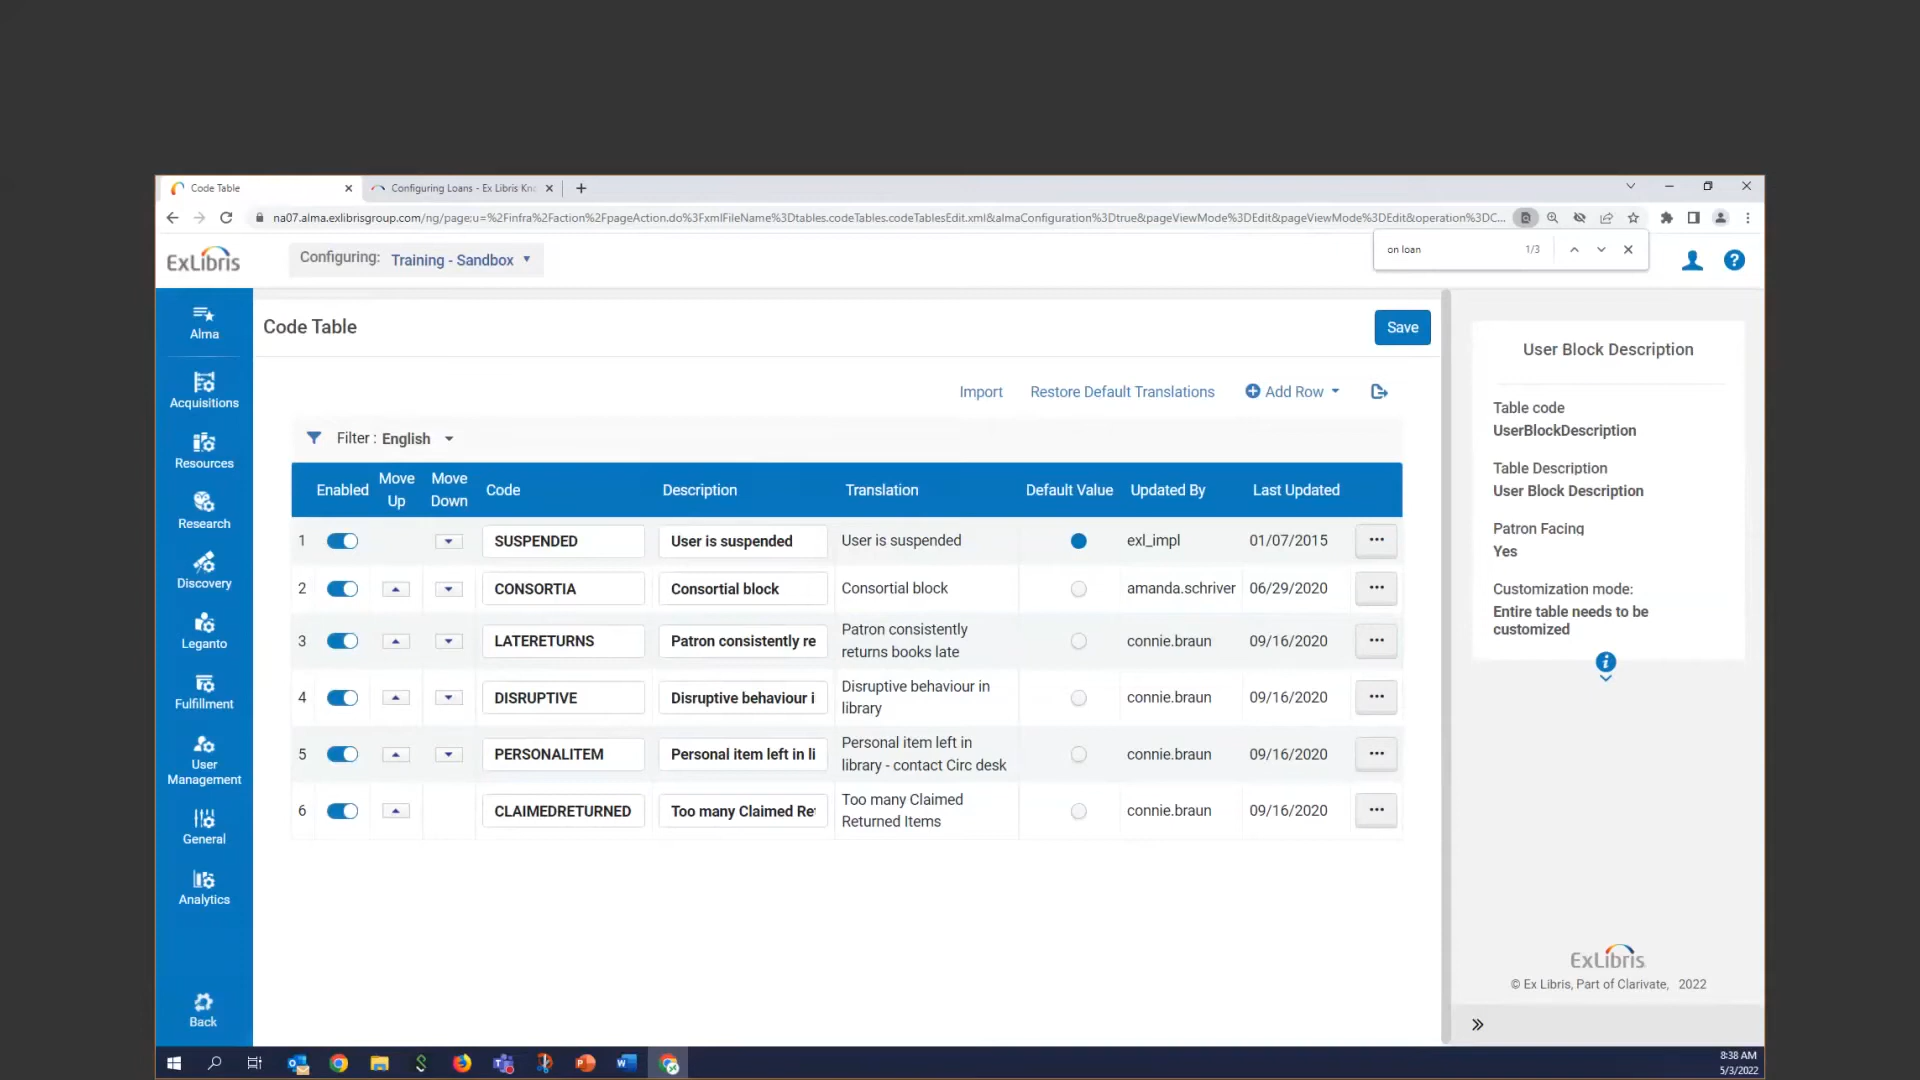 Code Table
Configuring Loans - Ex Libris Kno
na07.alma.exlibrisgroup.com/ng/page;u=%2Finfra%2Faction%2FpageAction.do%3FxmlFileName%3Dtables.codeTables.codeTablesEdit.xml&almaConfiguration%3Dtrue&pageViewMode%3DEdit&pageViewMode%3DEdit&operation%3DC...
on loan 1/3
ExLibris
Configuring: Training - Sandbox
Alma
Acquisitions
Resources
Research
Discovery
Leganto
Fulfillment
User
Management
General
Analytics
Back
Code Table
Save
Import Restore Default Translations Add Row
Filter : English
Enabled Move Up Move Down Code Description Translation Default Value Updated By Last Updated
1 SUSPENDED User is suspended User is suspended exl_impl 01/07/2015
2 CONSORTIA Consortial block Consortial block amanda.schriver 06/29/2020
3 LATERETURNS Patron consistently re Patron consistently returns books late connie.braun 09/16/2020
4 DISRUPTIVE Disruptive behaviour i Disruptive behaviour in library connie.braun 09/16/2020
5 PERSONALITEM Personal item left in li Personal item left in library - contact Circ desk connie.braun 09/16/2020
6 CLAIMEDRETURNED Too many Claimed Re Too many Claimed Returned Items connie.braun 09/16/2020
User Block Description
Table code
UserBlockDescription
Table Description
User Block Description
Patron Facing
Yes
Customization mode:
Entire table needs to be
customized
ExLibris
© Ex Libris, Part of Clarivate, 2022
8:38 AM
5/3/2022